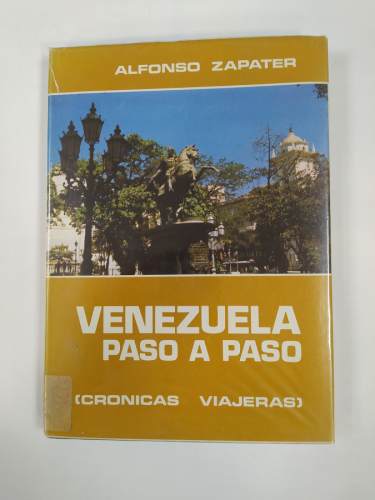 ALFONSO ZAPATER
VENEZUELA
PASO A PASO
(CRONICAS VIAJERAS)